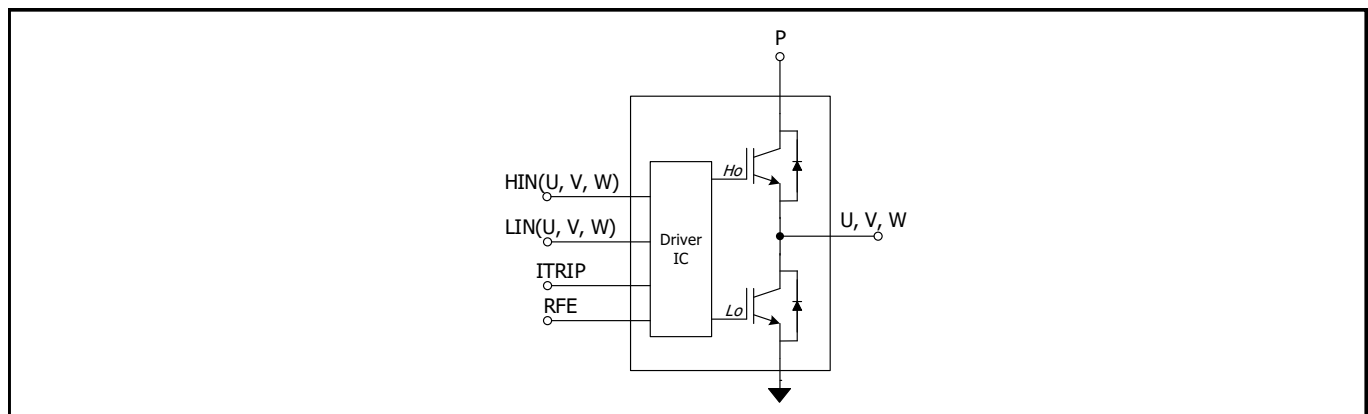 P
HIN(U, V, W)
Ho
LIN(U, V, W)
U, V, W
Driver
IC
ITRIP
RFE
Lo